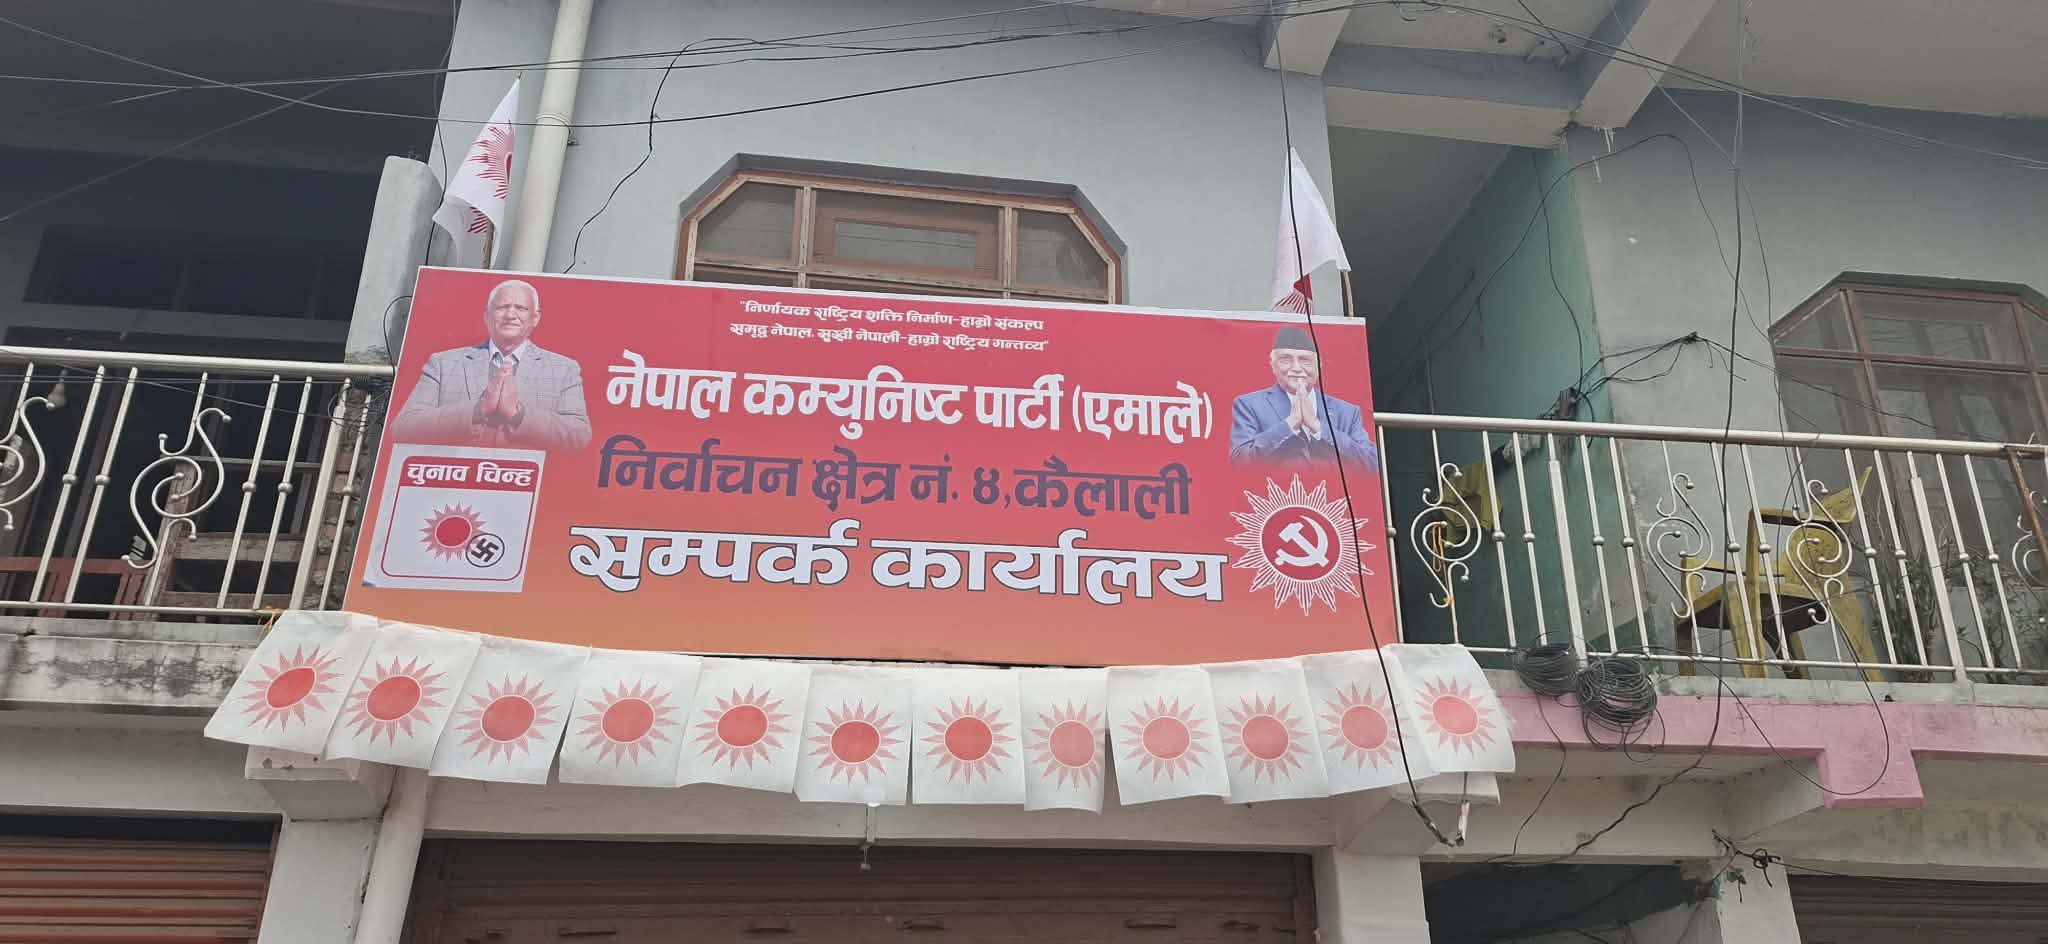 "निर्णायक राष्ट्रिय शक्ति निर्माण-हाम्रो संकल्प
समृद्ध नेपाल, सुखी नेपाली-हाम्रो राष्ट्रिय गन्तव्य"
नेपाल कम्युनिष्ट पार्टी (एमाले)
निर्वाचन क्षेत्र नं. ४,कैलाली
सम्पर्क कार्यालय
चुनाव चिन्ह